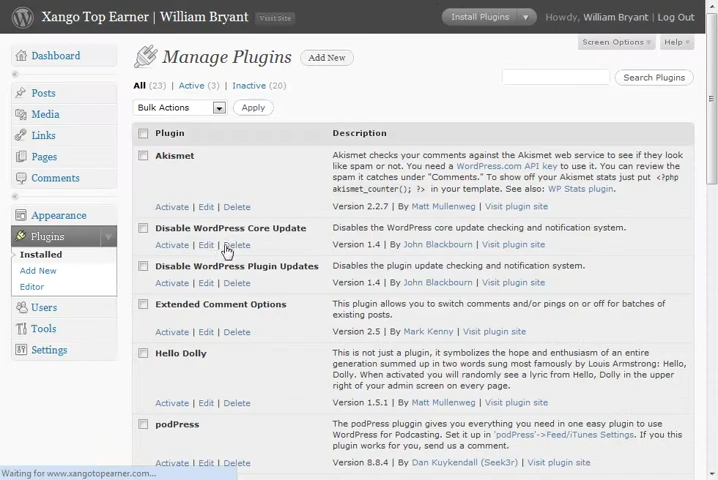 Xango Top Earner | William Bryant
Visit Site
Install Plugins
Howdy, William Bryant | Log Out
Screen Options
Help
Dashboard
Posts
Media
Links
Pages
Comments
Appearance
Plugins
Installed
Add New
Editor
Users
Tools
Settings
Manage Plugins
Add New
All (23) | Active (3) | Inactive (20)
Search Plugins
Bulk Actions
Apply
Plugin Description
Akismet
Akismet checks your comments against the Akismet web service to see if they look
like spam or not. You need a WordPress.com API key to use it. You can review the
spam it catches under "Comments." To show off your Akismet stats just put <?php
akismet_counter(); ?> in your template. See also: WP Stats plugin.
Activate | Edit | Delete
Version 2.2.7 | By Matt Mullenweg | Visit plugin site
Disable WordPress Core Update
Disables the WordPress core update checking and notification system.
Activate | Edit | Delete
Version 1.4 | By John Blackbourn | Visit plugin site
Disable WordPress Plugin Updates
Disables the plugin update checking and notification system.
Activate | Edit | Delete
Version 1.4 | By John Blackbourn | Visit plugin site
Extended Comment Options
This plugin allows you to switch comments and/or pings on or off for batches of
existing posts.
Activate | Edit | Delete
Version 2.5 | By Mark Kenny | Visit plugin site
Hello Dolly
This is not just a plugin, it symbolizes the hope and enthusiasm of an entire
generation summed up in two words sung most famously by Louis Armstrong: Hello,
Dolly. When activated you will randomly see a lyric from Hello, Dolly in the upper
right of your admin screen on every page.
Activate | Edit | Delete
Version 1.5.1 | By Matt Mullenweg | Visit plugin site
podPress
The podPress pluggin gives you everything you need in one easy plugin to use
WordPress for Podcasting. Set it up in 'podPress'->Feed/iTunes Settings. If you this
plugin works for you, send us a comment.
Activate | Edit | Delete
Version 8.8.4 | By Dan Kuykendall (Seek3r) | Visit plugin site
Waiting for www.xangotopearner.com...